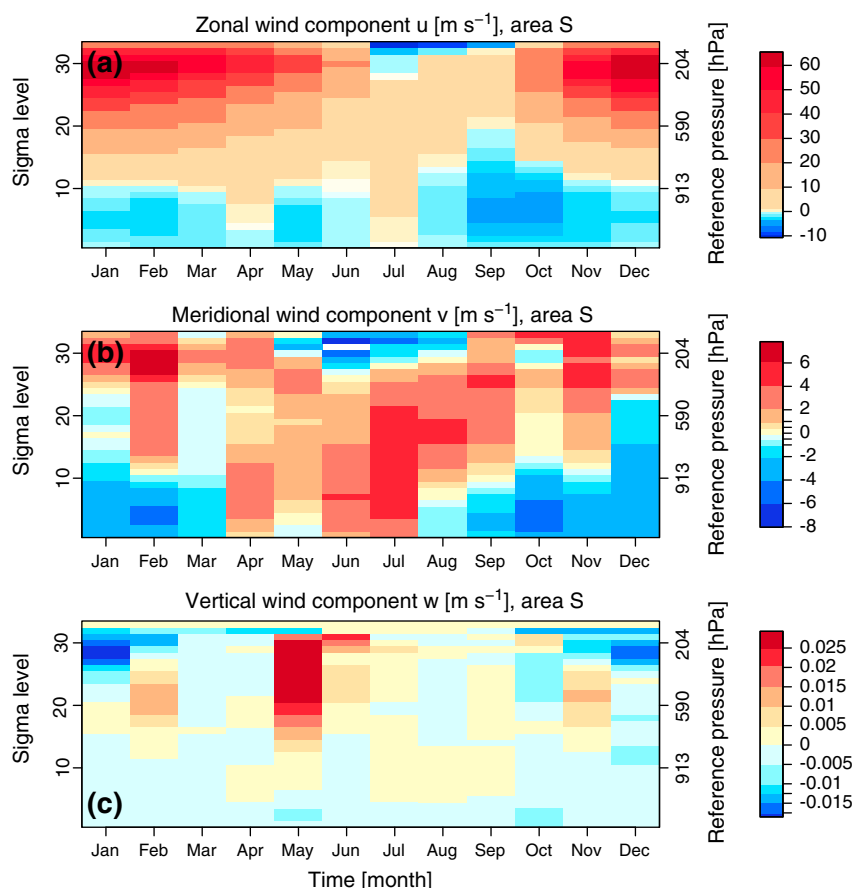 Zonal wind component u [m s⁻¹], area S
(a)
Sigma level
30
20
10
204
590
913
Reference pressure [hPa]
60
50
40
30
20
10
0
-10
Jan Feb Mar Apr May Jun Jul Aug Sep Oct Nov Dec
Meridional wind component v [m s⁻¹], area S
(b)
Sigma level
30
20
10
204
590
913
Reference pressure [hPa]
6
4
2
0
-2
-4
-6
-8
Jan Feb Mar Apr May Jun Jul Aug Sep Oct Nov Dec
Vertical wind component w [m s⁻¹], area S
(c)
Sigma level
30
20
10
204
590
913
Reference pressure [hPa]
0.025
0.02
0.015
0.01
0.005
0
-0.005
-0.01
-0.015
Jan Feb Mar Apr May Jun Jul Aug Sep Oct Nov Dec
Time [month]